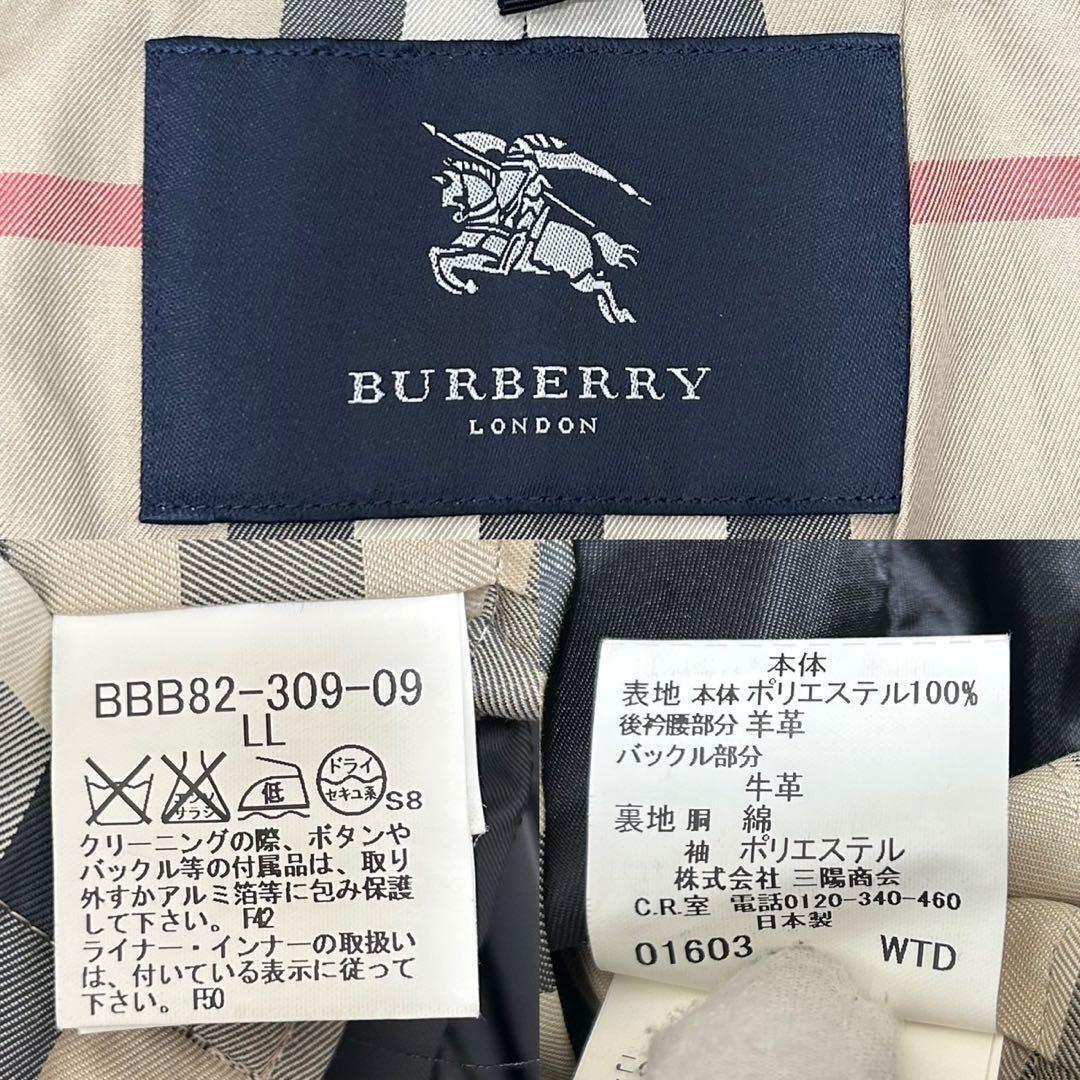 BURBERRY
LONDON
BBB82-309-09
LL
エンソ
サラシ
低
ドライ
セキユ系
S8
クリーニングの際、ボタンや
バックル等の付属品は、取り
外すかアルミ箔等に包み保護
して下さい。F42
ライナー・インナーの取扱い
は、付いている表示に従って
下さい。F50
本体
表地 本体 ポリエステル100%
後衿腰部分 羊革
バックル部分
牛革
裏地 胴 綿
袖 ポリエステル
株式会社 三陽商会
C.R.室 電話0120-340-460
日本製
01603 WTD